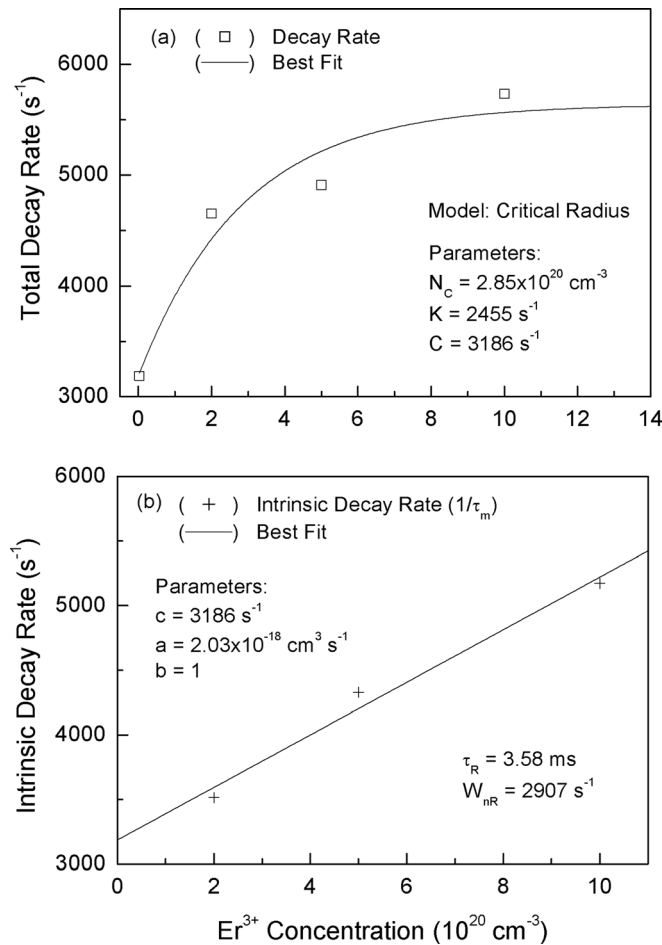 (a) ( □ ) Decay Rate
(—) Best Fit
6000
5000
4000
3000
Total Decay Rate (s⁻¹)
Model: Critical Radius
Parameters:
N_C = 2.85x10²⁰ cm⁻³
K = 2455 s⁻¹
C = 3186 s⁻¹
0 2 4 6 8 10 12 14
(b) ( + ) Intrinsic Decay Rate (1/τ_m)
(—) Best Fit
6000
5000
4000
3000
Intrinsic Decay Rate (s⁻¹)
Parameters:
c = 3186 s⁻¹
a = 2.03x10⁻¹⁸ cm³ s⁻¹
b = 1
τ_R = 3.58 ms
W_nR = 2907 s⁻¹
0 2 4 6 8 10
Er³⁺ Concentration (10²⁰ cm⁻³)